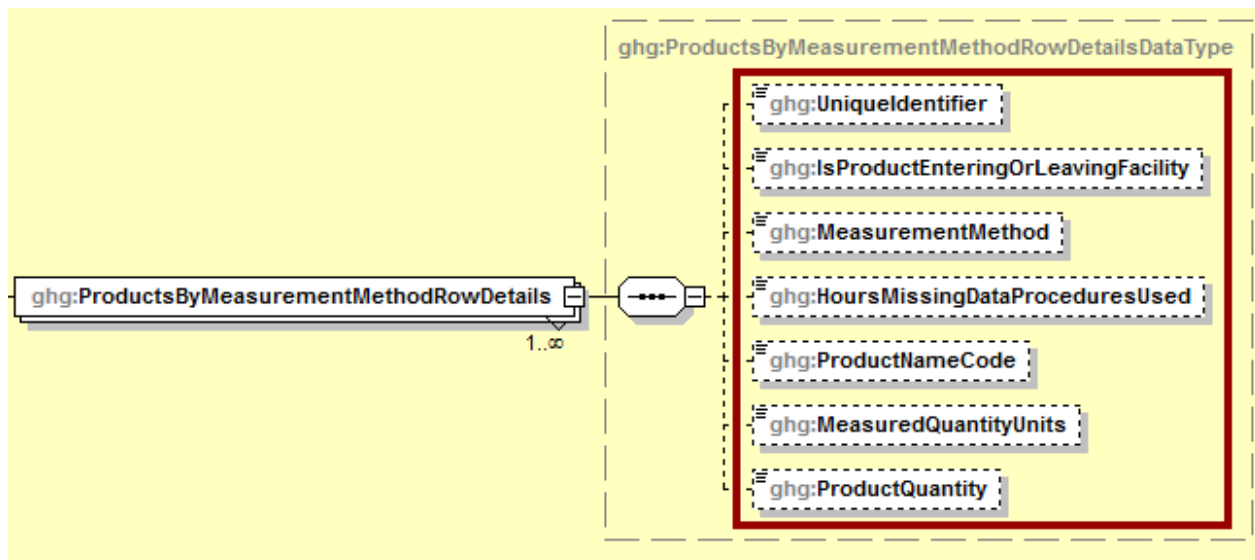 ghg:ProductsByMeasurementMethodRowDetailsDataType
ghg:UniqueIdentifier
ghg:IsProductEnteringOrLeavingFacility
ghg:MeasurementMethod
ghg:ProductsByMeasurementMethodRowDetails
1..∞
ghg:HoursMissingDataProceduresUsed
ghg:ProductNameCode
ghg:MeasuredQuantityUnits
ghg:ProductQuantity